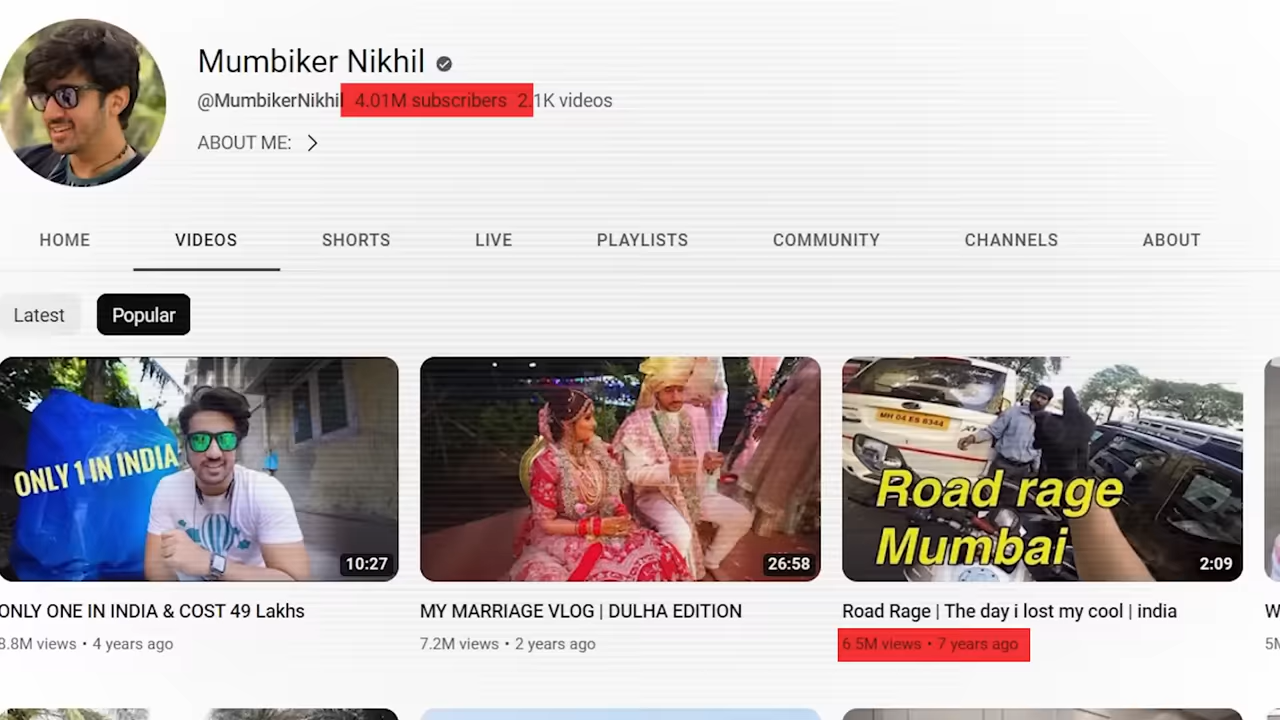 Mumbiker Nikhil
@MumbikerNikhil 4.01M subscribers 2.1K videos
ABOUT ME:
HOME VIDEOS SHORTS LIVE PLAYLISTS COMMUNITY CHANNELS ABOUT
Latest Popular
ONLY 1 IN INDIA
10:27
26:58
MH 04 ES 8344
Road rage
Mumbai
2:09
ONLY ONE IN INDIA & COST 49 Lakhs
8.8M views • 4 years ago
MY MARRIAGE VLOG | DULHA EDITION
7.2M views • 2 years ago
Road Rage | The day i lost my cool | india
6.5M views • 7 years ago
W
5M